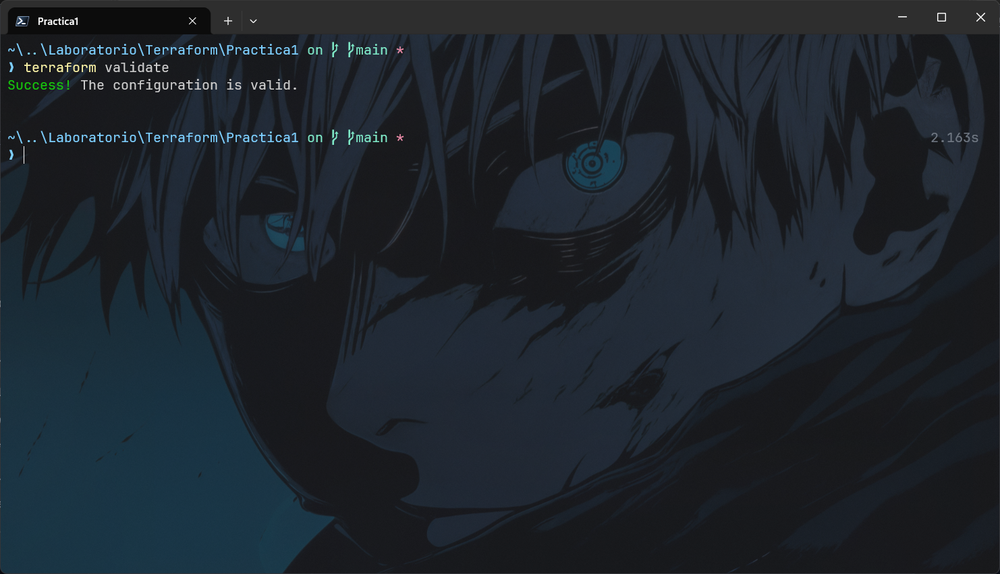 Practica1
~\..\Laboratorio\Terraform\Practica1 on main *
❯ terraform validate
Success! The configuration is valid.
~\..\Laboratorio\Terraform\Practica1 on main * 2.163s
❯